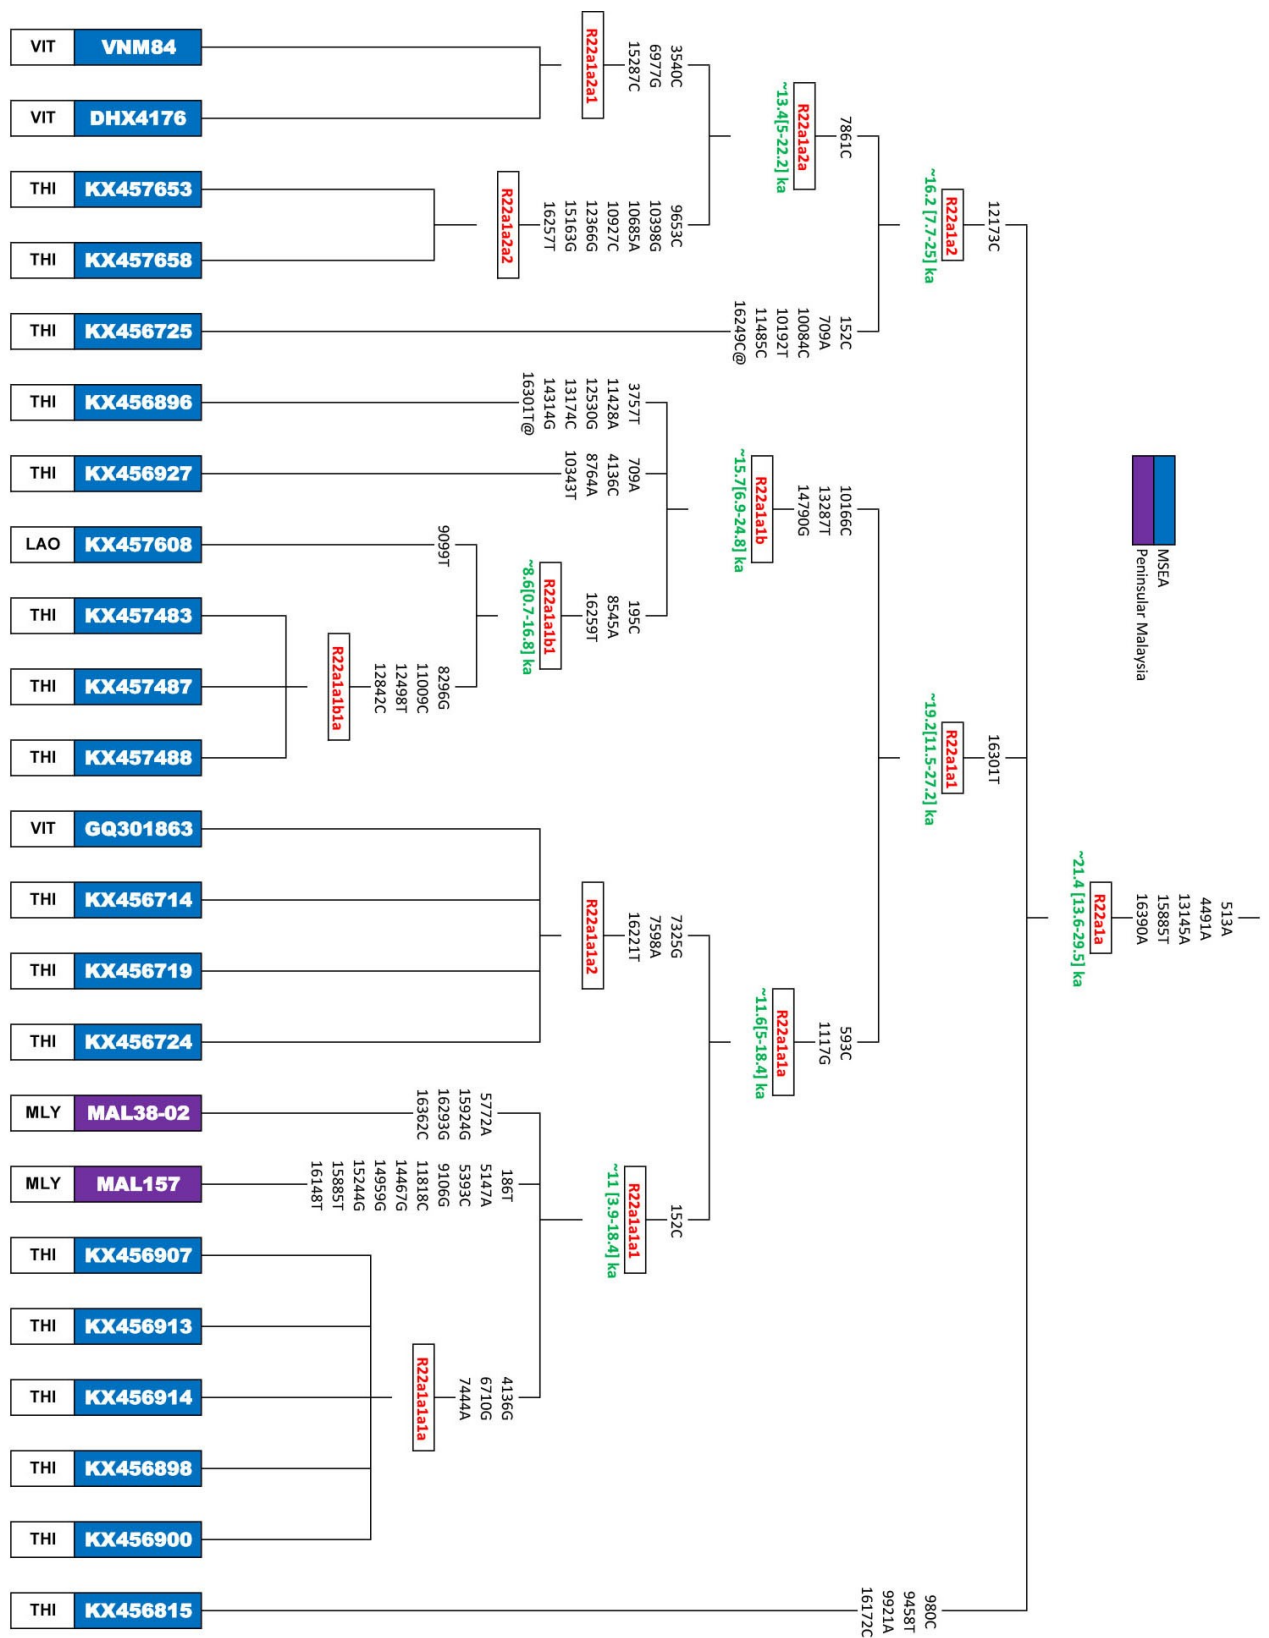 513A
4491A
13145A
15885T
16390A
R22a1a
~21.4 [13.6-29.5] ka
MSEA
Peninsular Malaysia
12173C
R22a1a2
~16.2 [7.7-25] ka
7861C
R22a1a2a
~13.4[5-22.2] ka
3540C
6977G
15287C
R22a1a2a1
9653C
10398G
10685A
10927C
12366G
15163G
16257T
R22a1a2a2
152C
709A
10084C
10192T
11485C
16249C@
16301T
R22a1a1
~19.2[11.5-27.2] ka
10166C
13287T
14790G
R22a1a1b
~15.7[6.9-24.8] ka
3757T
11428A
12530G
13174C
14314G
16301T@
709A
4136C
8764A
10343T
195C
8545A
16259T
R22a1a1b1
~8.6[0.7-16.8] ka
9099T
8296G
11009C
12498T
12842C
R22a1a1b1a
593C
1117G
R22a1a1a
~11.6[5-18.4] ka
7325G
7598A
16221T
R22a1a1a2
152C
R22a1a1a1
~11 [3.9-18.4] ka
5772A
15924G
16293G
16362C
186T
5147A
5393C
9106G
11818C
14467G
14959G
15244G
15885T
16148T
4136G
6710G
7444A
R22a1a1a1a
980C
9458T
9921A
16172C
VIT VNM84
VIT DHX4176
THI KX457653
THI KX457658
THI KX456725
THI KX456896
THI KX456927
LAO KX457608
THI KX457483
THI KX457487
THI KX457488
VIT GQ301863
THI KX456714
THI KX456719
THI KX456724
MLY MAL38-02
MLY MAL157
THI KX456907
THI KX456913
THI KX456914
THI KX456898
THI KX456900
THI KX456815